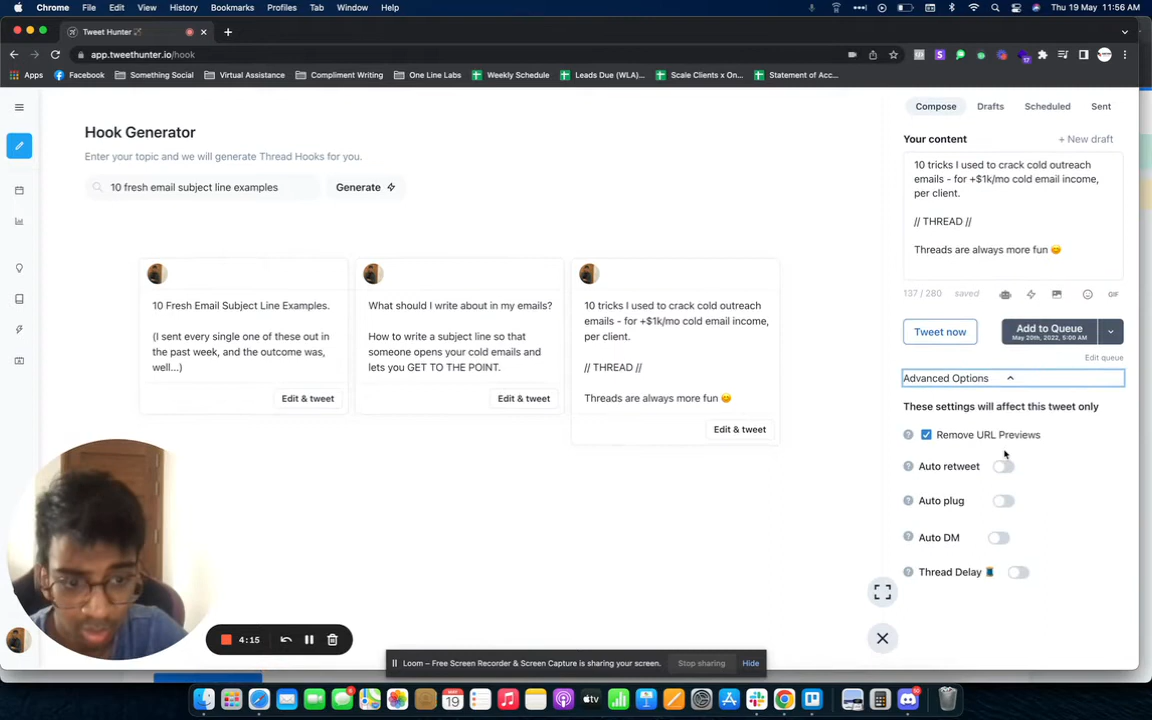 Chrome File Edit View History Bookmarks Profiles Tab Window Help
Thu 19 May 11:56 AM
Tweet Hunter
app.tweethunter.io/hook
17
Apps Facebook Something Social Virtual Assistance Compliment Writing One Line Labs Weekly Schedule Leads Due (WLA)... Scale Clients x On... Statement of Acc...
Hook Generator
Enter your topic and we will generate Thread Hooks for you.
10 fresh email subject line examples
Generate
10 Fresh Email Subject Line Examples.
(I sent every single one of these out in
the past week, and the outcome was,
well...)
Edit & tweet
What should I write about in my emails?
How to write a subject line so that
someone opens your cold emails and
lets you GET TO THE POINT.
Edit & tweet
10 tricks I used to crack cold outreach
emails - for +$1k/mo cold email income,
per client.
// THREAD //
Threads are always more fun 😊
Edit & tweet
Compose Drafts Scheduled Sent
Your content
+ New draft
10 tricks I used to crack cold outreach
emails - for +$1k/mo cold email income,
per client.
// THREAD //
Threads are always more fun 😊
137 / 280 saved
GIF
Tweet now
Add to Queue
May 20th, 2022, 5:00 AM
Edit queue
Advanced Options
These settings will affect this tweet only
Remove URL Previews
Auto retweet
Auto plug
Auto DM
Thread Delay 🧵
4:15
Loom – Free Screen Recorder & Screen Capture is sharing your screen.
Stop sharing
Hide
19